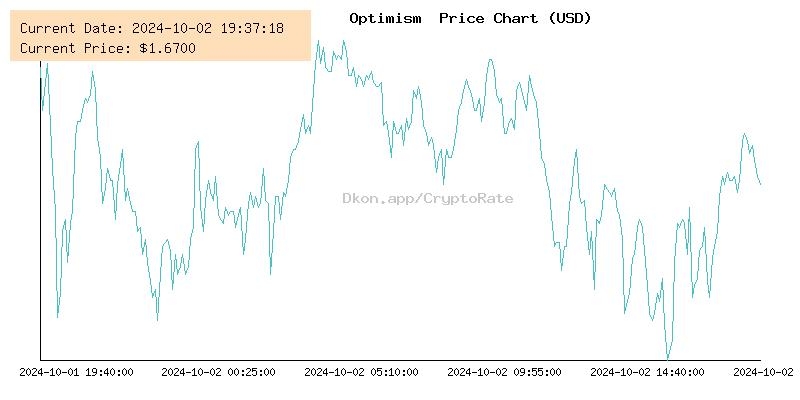 Optimism Price Chart (USD)
Current Date: 2024-10-02 19:37:18
Current Price: $1.6700
Dkon.app/CryptoRate
2024-10-01 19:40:00 2024-10-02 00:25:00 2024-10-02 05:10:00 2024-10-02 09:55:00 2024-10-02 14:40:00 2024-10-02